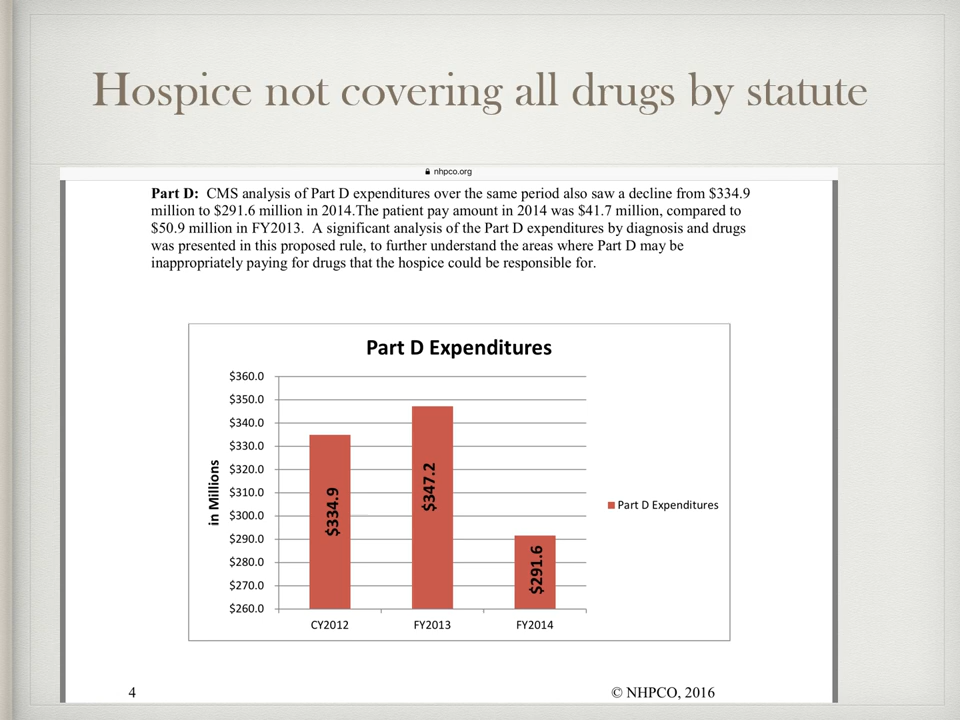 Hospice not covering all drugs by statute
nhpco.org
Part D: CMS analysis of Part D expenditures over the same period also saw a decline from $334.9
million to $291.6 million in 2014.The patient pay amount in 2014 was $41.7 million, compared to
$50.9 million in FY2013. A significant analysis of the Part D expenditures by diagnosis and drugs
was presented in this proposed rule, to further understand the areas where Part D may be
inappropriately paying for drugs that the hospice could be responsible for.
Part D Expenditures
$360.0
$350.0
$340.0
$330.0
$320.0
$310.0
$300.0
$290.0
$280.0
$270.0
$260.0
in Millions
$334.9
$347.2
$291.6
CY2012 FY2013 FY2014
Part D Expenditures
4 © NHPCO, 2016